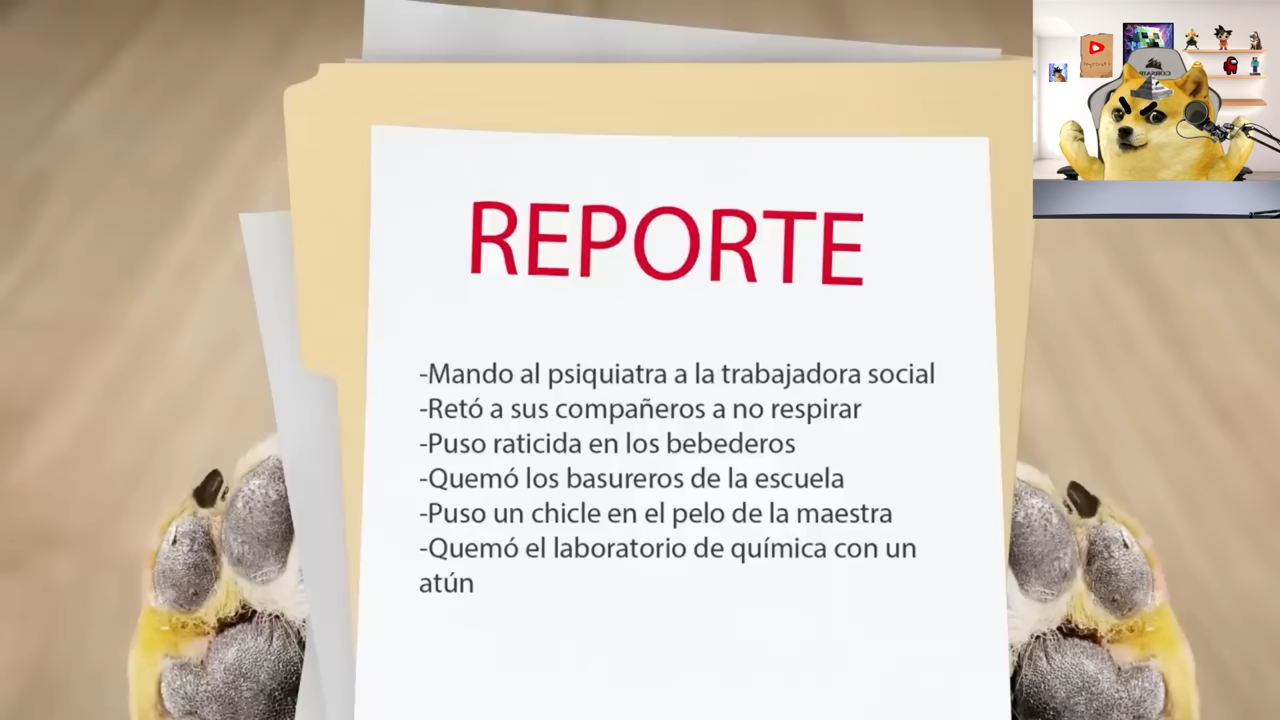 REPORTE
-Mando al psiquiatra a la trabajadora social
-Retó a sus compañeros a no respirar
-Puso raticida en los bebederos
-Quemó los basureros de la escuela
-Puso un chicle en el pelo de la maestra
-Quemó el laboratorio de química con un
atún